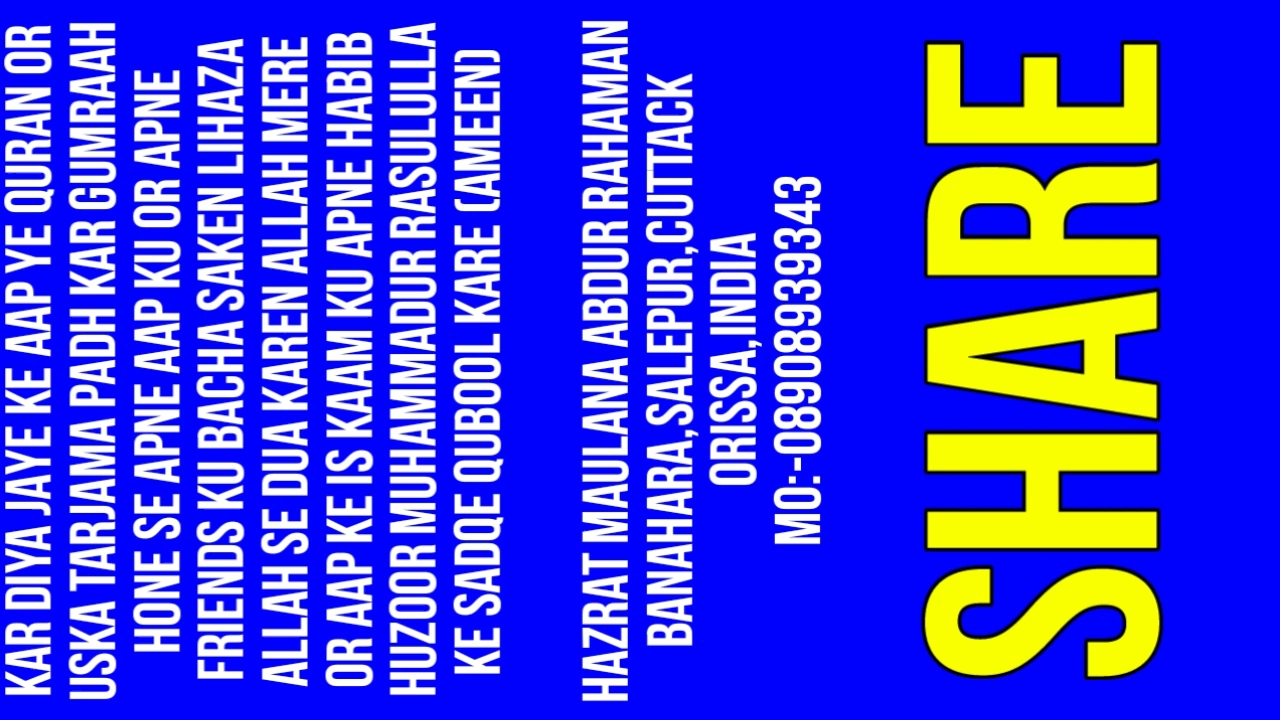 KAR DIYA JAYE KE AAP YE QURAN OR
USKA TARJAMA PADH KAR GUMRAAH
HONE SE APNE AAP KU OR APNE
FRIENDS KU BACHA SAKEN LIHAZA
ALLAH SE DUA KAREN ALLAH MERE
OR AAP KE IS KAAM KU APNE HABIB
HUZOOR MUHAMMADUR RASULULLA
KE SADQE QUBOOL KARE (AMEEN)
HAZRAT MAULANA ABDUR RAHAMAN
BANAHARA,SALEPUR,CUTTACK
ORISSA,INDIA
MO:-08908939343
SHARE